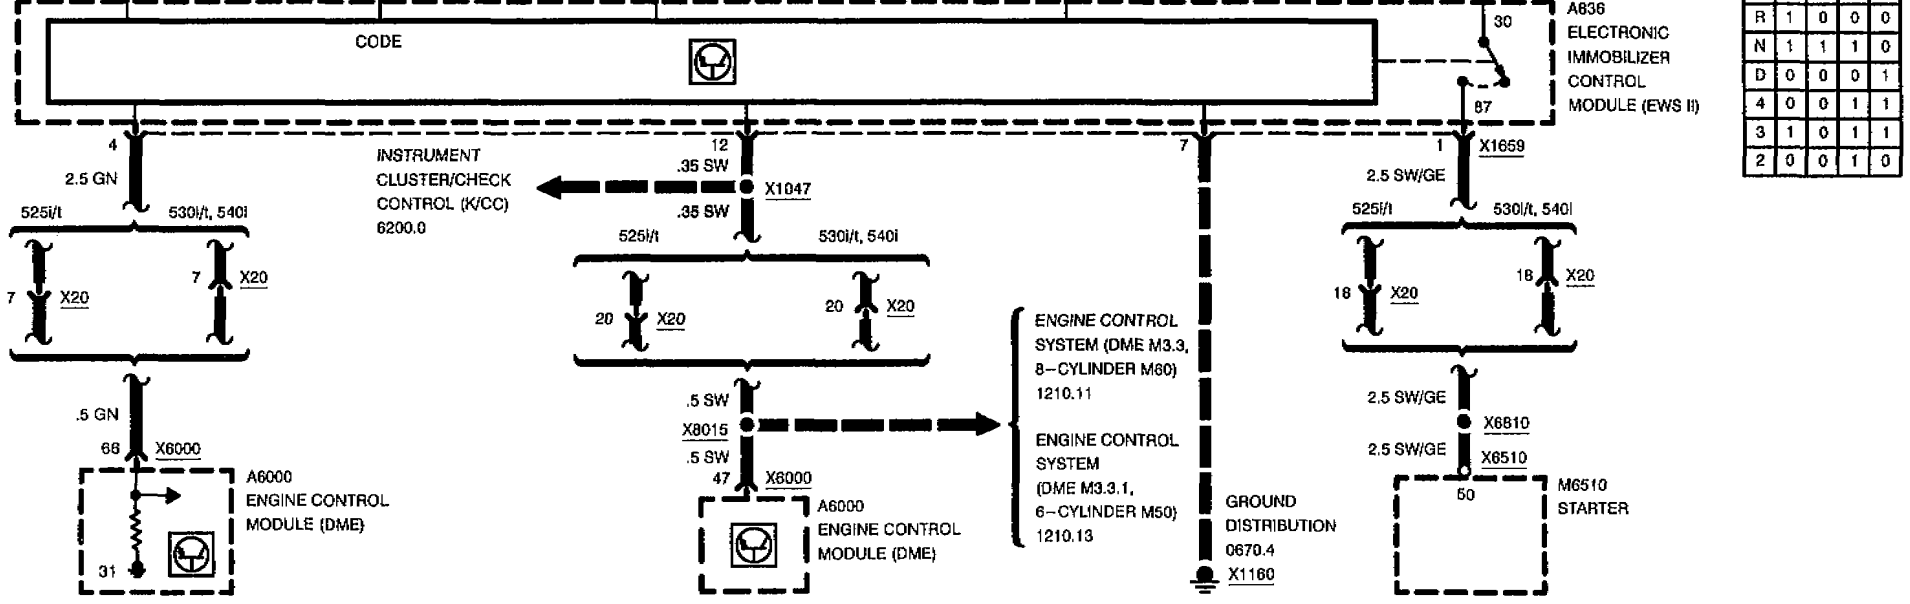 A836
ELECTRONIC
IMMOBILIZER
CONTROL
MODULE (EWS II)
CODE
30
87
R 1 0 0 0
N 1 1 1 0
D 0 0 0 1
4 0 0 1 1
3 1 0 1 1
2 0 0 1 0
4
12
7
1
X1659
2.5 GN
INSTRUMENT
CLUSTER/CHECK
CONTROL (K/CC)
6200.0
.35 SW
X1047
.35 SW
2.5 SW/GE
525i/t
530i/t, 540i
7
X20
7
X20
525i/t
530i/t, 540i
20
X20
20
X20
525i/t
530i/t, 540i
18
X20
18
X20
ENGINE CONTROL
SYSTEM (DME M3.3,
8-CYLINDER M60)
1210.11
ENGINE CONTROL
SYSTEM
(DME M3.3.1,
6-CYLINDER M50)
1210.13
.5 GN
66
X6000
A6000
ENGINE CONTROL
MODULE (DME)
31
.5 SW
X8015
.5 SW
47
X6000
A6000
ENGINE CONTROL
MODULE (DME)
GROUND
DISTRIBUTION
0670.4
X1160
2.5 SW/GE
X6810
2.5 SW/GE
X6510
50
M6510
STARTER